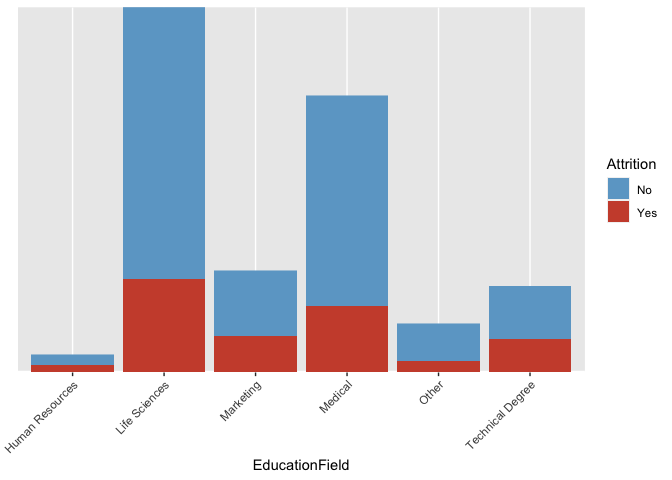 Attrition
No
Yes
Human Resources
Life Sciences
Marketing
Medical
Other
Technical Degree
EducationField